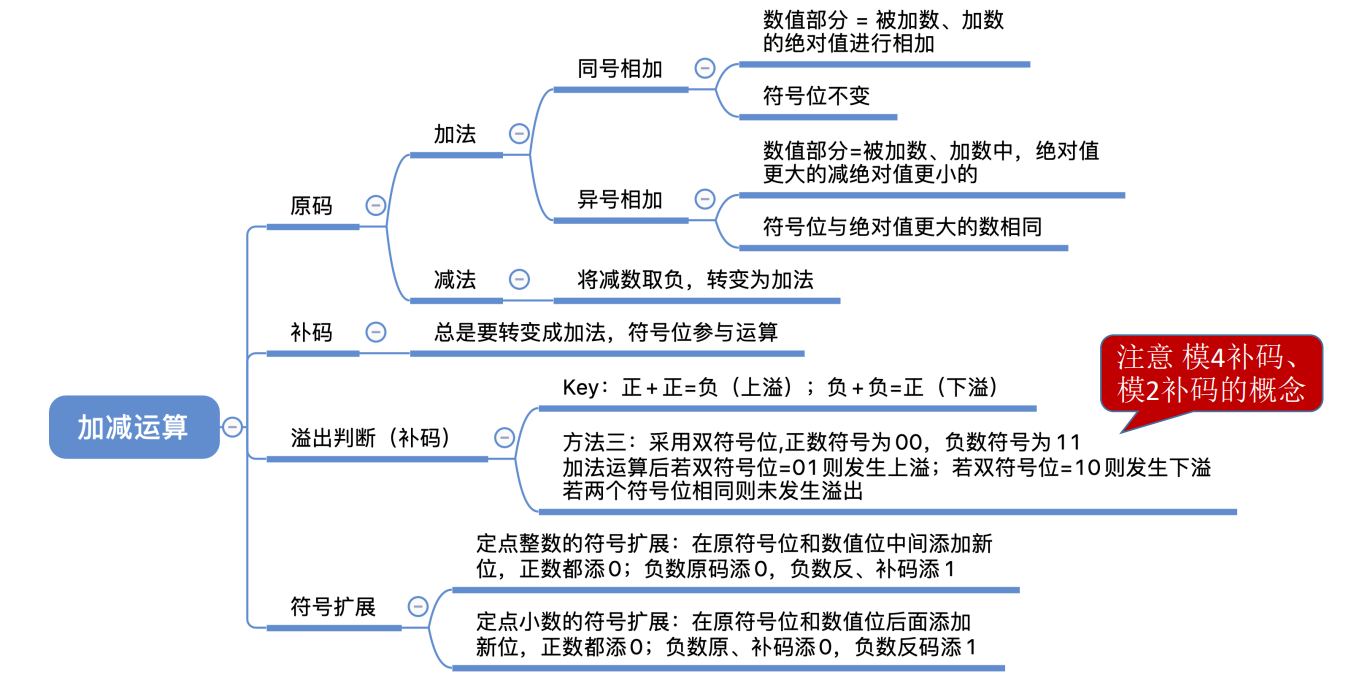 加减运算
原码
加法
同号相加
数值部分 = 被加数、加数
的绝对值进行相加
符号位不变
异号相加
数值部分=被加数、加数中，绝对值
更大的减绝对值更小的
符号位与绝对值更大的数相同
减法
将减数取负，转变为加法
补码
总是要转变成加法，符号位参与运算
溢出判断（补码）
Key：正+正=负（上溢）；负+负=正（下溢）
方法三：采用双符号位,正数符号为00，负数符号为11
加法运算后若双符号位=01则发生上溢；若双符号位=10则发生下溢
若两个符号位相同则未发生溢出
注意 模4补码、
模2补码的概念
符号扩展
定点整数的符号扩展：在原符号位和数值位中间添加新
位，正数都添0；负数原码添0，负数反、补码添1
定点小数的符号扩展：在原符号位和数值位后面添加
新位，正数都添0；负数原、补码添0，负数反码添1